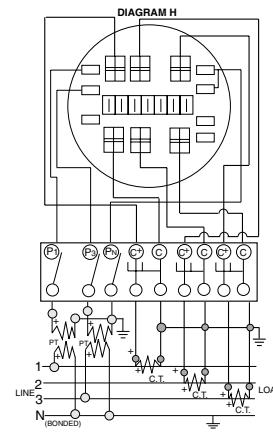 DIAGRAM H
P1 P3 PN C+ C C+ C C+ C
PT PT
+ + + C.T.
1
2 + C.T.
LINE 3 LOA
+ C.T.
N
(BONDED)